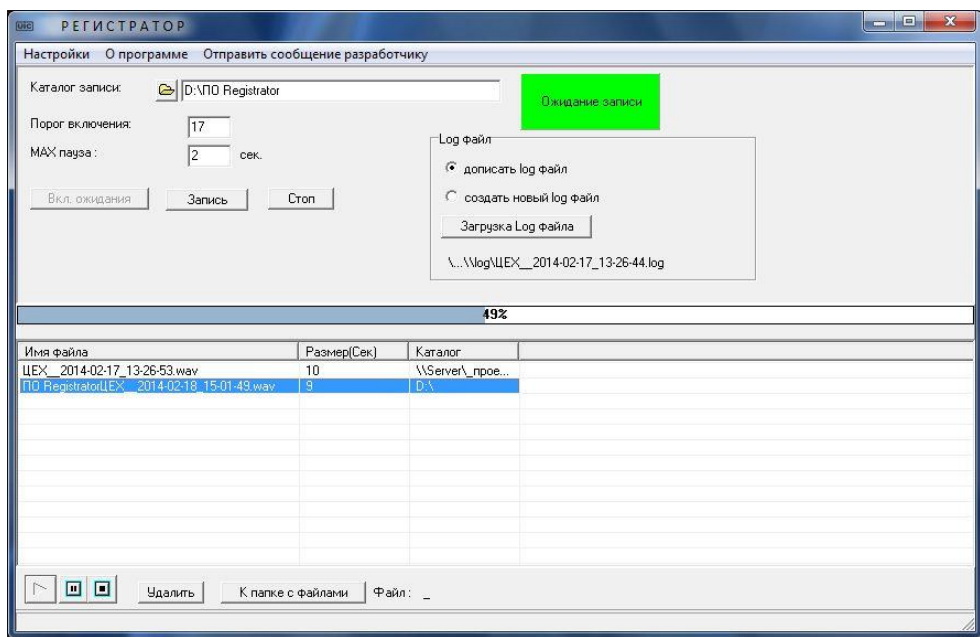 UIC РЕГИСТРАТОР
Настройки О программе Отправить сообщение разработчику
Каталог записи: D:\ПО Registrator
Ожидание записи
Порог включения: 17
MAX пауза : 2 сек.
Вкл. ожидания Запись Стоп
Log файл
дописать log файл
создать новый log файл
Загрузка Log файла
\...\\log\ЦЕХ__2014-02-17_13-26-44.log
49%
Имя файла Размер(Сек) Каталог
ЦЕХ__2014-02-17_13-26-53.wav 10 \\Server\_прое...
ПО RegistratorЦЕХ__2014-02-18_15-01-49.wav 9 D:\
Удалить К папке с файлами Файл : _